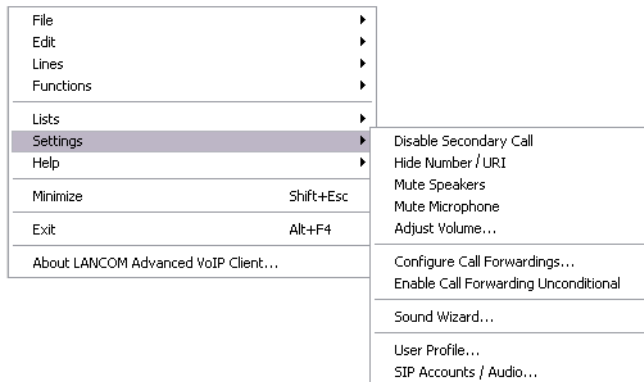 File
Edit
Lines
Functions
Lists
Settings
Help
Minimize Shift+Esc
Exit Alt+F4
About LANCOM Advanced VoIP Client...
Disable Secondary Call
Hide Number / URI
Mute Speakers
Mute Microphone
Adjust Volume...
Configure Call Forwardings...
Enable Call Forwarding Unconditional
Sound Wizard...
User Profile...
SIP Accounts / Audio...